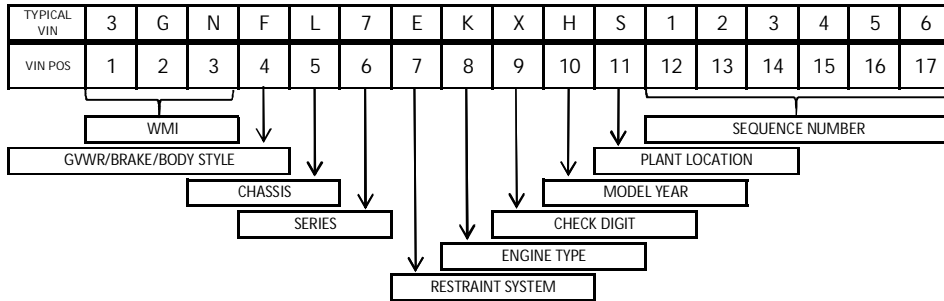 TYPICAL VIN 3 G N F L 7 E K X H S 1 2 3 4 5 6
VIN POS 1 2 3 4 5 6 7 8 9 10 11 12 13 14 15 16 17
WMI SEQUENCE NUMBER
GVWR/BRAKE/BODY STYLE PLANT LOCATION
CHASSIS MODEL YEAR
SERIES CHECK DIGIT
ENGINE TYPE
RESTRAINT SYSTEM